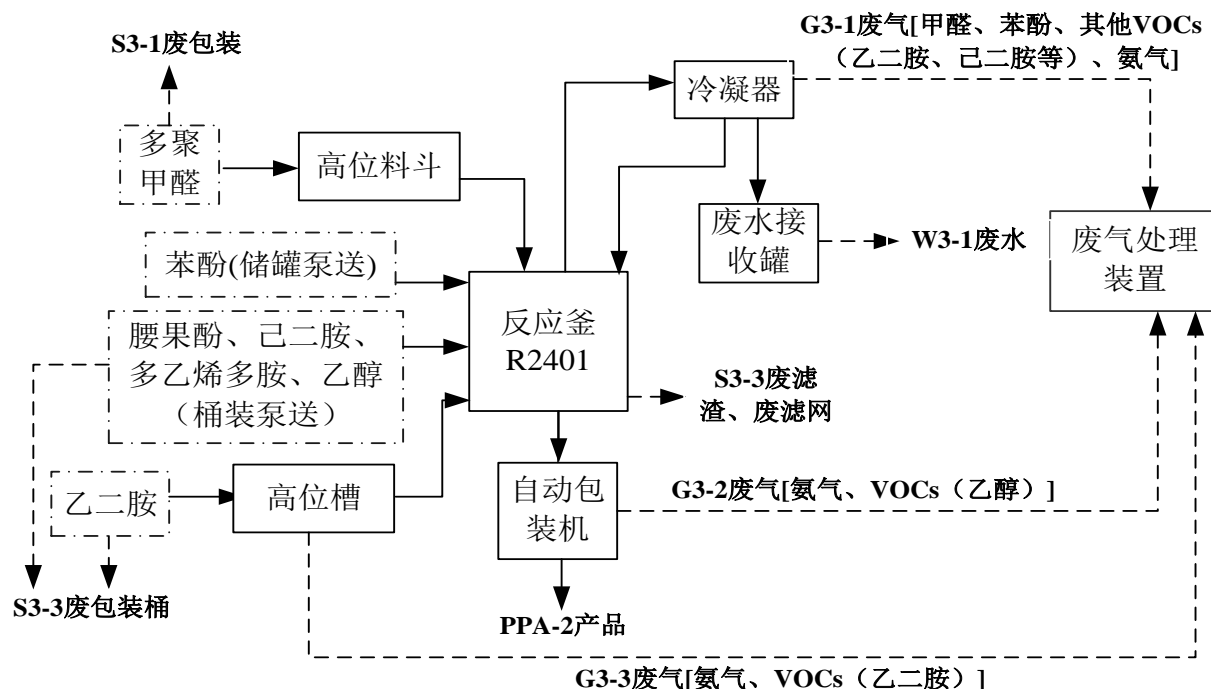 G3-1废气[甲醛、苯酚、其他VOCs
（乙二胺、己二胺等）、氨气]
S3-1废包装
冷凝器
多聚
甲醛
高位料斗
废水接
收罐
W3-1废水
废气处理
装置
苯酚(储罐泵送)
反应釜
R2401
腰果酚、己二胺、
多乙烯多胺、乙醇
（桶装泵送）
S3-3废滤
渣、废滤网
乙二胺
高位槽
自动包
装机
G3-2废气[氨气、VOCs（乙醇）]
S3-3废包装桶
PPA-2产品
G3-3废气[氨气、VOCs（乙二胺）]